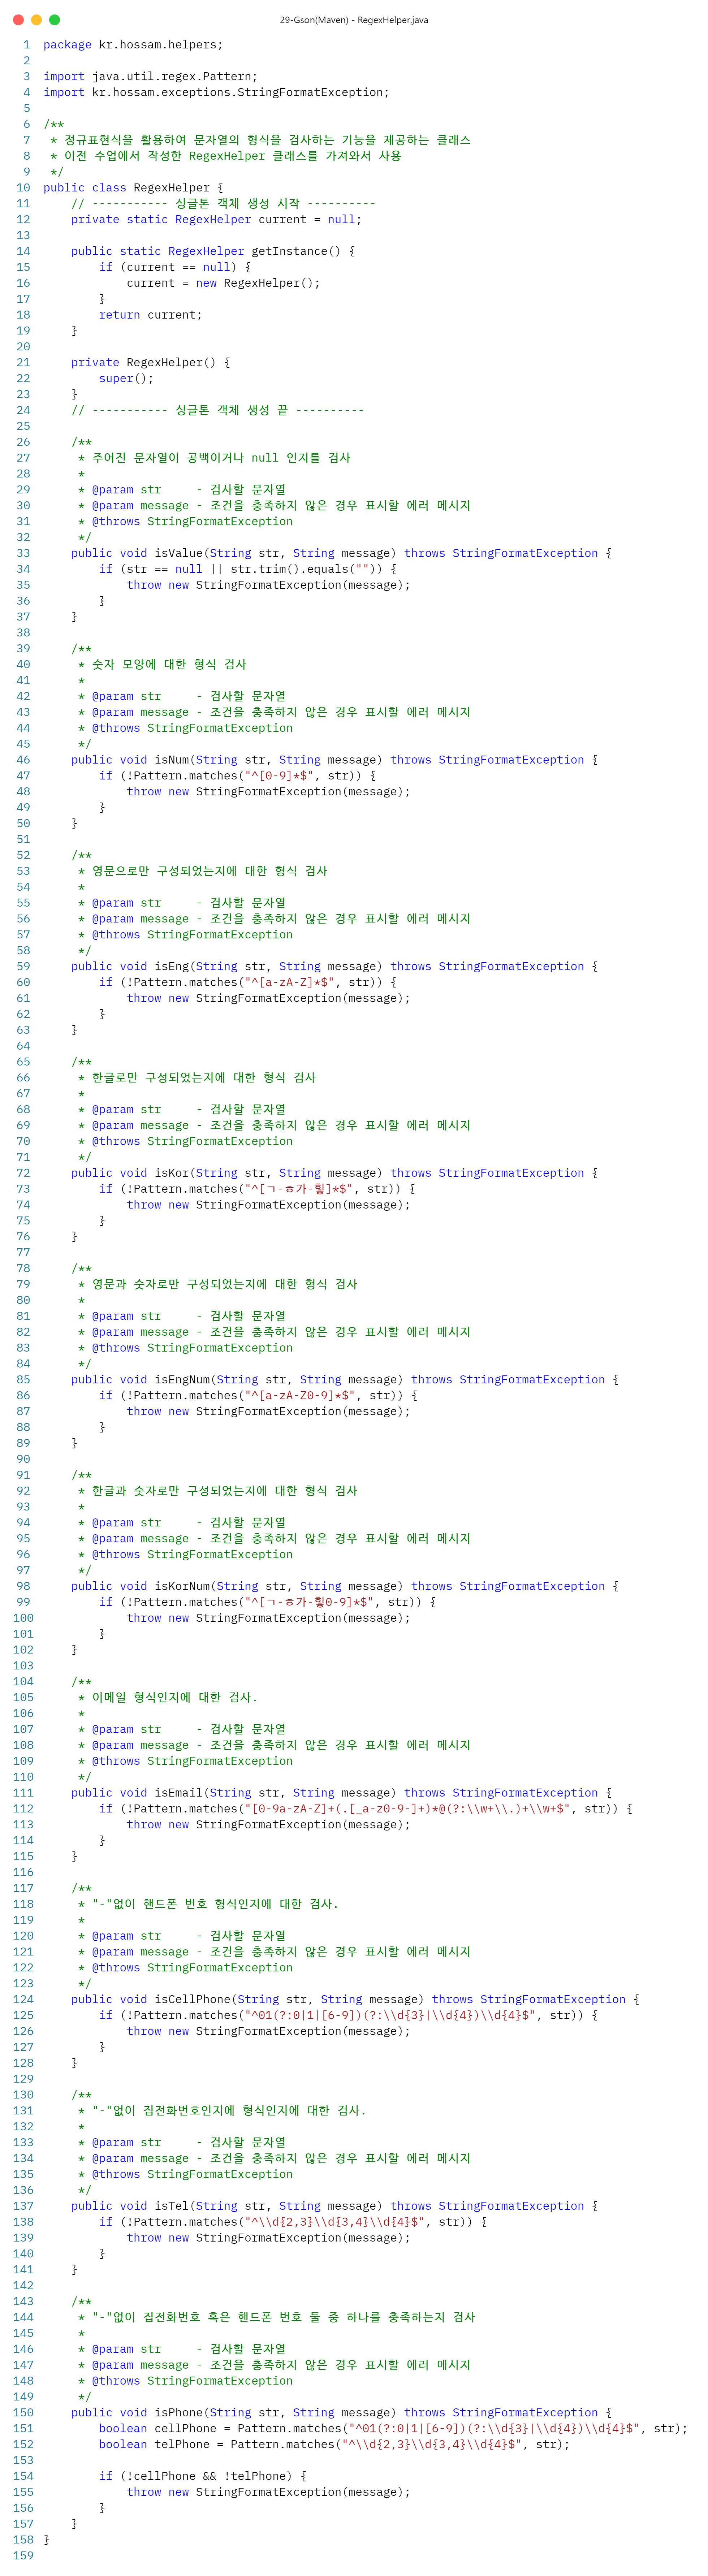 29-Gson(Maven) - RegexHelper.java
1 package kr.hossam.helpers;
2
3 import java.util.regex.Pattern;
4 import kr.hossam.exceptions.StringFormatException;
5
6 /**
7  * 정규표현식을 활용하여 문자열의 형식을 검사하는 기능을 제공하는 클래스
8  * 이전 수업에서 작성한 RegexHelper 클래스를 가져와서 사용
9  */
10 public class RegexHelper {
11     // ----------- 싱글톤 객체 생성 시작 ----------
12     private static RegexHelper current = null;
13
14     public static RegexHelper getInstance() {
15         if (current == null) {
16             current = new RegexHelper();
17         }
18         return current;
19     }
20
21     private RegexHelper() {
22         super();
23     }
24     // ----------- 싱글톤 객체 생성 끝 ----------
25
26     /**
27      * 주어진 문자열이 공백이거나 null 인지를 검사
28      *
29      * @param str     - 검사할 문자열
30      * @param message - 조건을 충족하지 않은 경우 표시할 에러 메시지
31      * @throws StringFormatException
32      */
33     public void isValue(String str, String message) throws StringFormatException {
34         if (str == null || str.trim().equals("")) {
35             throw new StringFormatException(message);
36         }
37     }
38
39     /**
40      * 숫자 모양에 대한 형식 검사
41      *
42      * @param str     - 검사할 문자열
43      * @param message - 조건을 충족하지 않은 경우 표시할 에러 메시지
44      * @throws StringFormatException
45      */
46     public void isNum(String str, String message) throws StringFormatException {
47         if (!Pattern.matches("^[0-9]*$", str)) {
48             throw new StringFormatException(message);
49         }
50     }
51
52     /**
53      * 영문으로만 구성되었는지에 대한 형식 검사
54      *
55      * @param str     - 검사할 문자열
56      * @param message - 조건을 충족하지 않은 경우 표시할 에러 메시지
57      * @throws StringFormatException
58      */
59     public void isEng(String str, String message) throws StringFormatException {
60         if (!Pattern.matches("^[a-zA-Z]*$", str)) {
61             throw new StringFormatException(message);
62         }
63     }
64
65     /**
66      * 한글로만 구성되었는지에 대한 형식 검사
67      *
68      * @param str     - 검사할 문자열
69      * @param message - 조건을 충족하지 않은 경우 표시할 에러 메시지
70      * @throws StringFormatException
71      */
72     public void isKor(String str, String message) throws StringFormatException {
73         if (!Pattern.matches("^[ㄱ-ㅎ가-힣]*$", str)) {
74             throw new StringFormatException(message);
75         }
76     }
77
78     /**
79      * 영문과 숫자로만 구성되었는지에 대한 형식 검사
80      *
81      * @param str     - 검사할 문자열
82      * @param message - 조건을 충족하지 않은 경우 표시할 에러 메시지
83      * @throws StringFormatException
84      */
85     public void isEngNum(String str, String message) throws StringFormatException {
86         if (!Pattern.matches("^[a-zA-Z0-9]*$", str)) {
87             throw new StringFormatException(message);
88         }
89     }
90
91     /**
92      * 한글과 숫자로만 구성되었는지에 대한 형식 검사
93      *
94      * @param str     - 검사할 문자열
95      * @param message - 조건을 충족하지 않은 경우 표시할 에러 메시지
96      * @throws StringFormatException
97      */
98     public void isKorNum(String str, String message) throws StringFormatException {
99         if (!Pattern.matches("^[ㄱ-ㅎ가-힣0-9]*$", str)) {
100             throw new StringFormatException(message);
101         }
102     }
103
104     /**
105      * 이메일 형식인지에 대한 검사.
106      *
107      * @param str     - 검사할 문자열
108      * @param message - 조건을 충족하지 않은 경우 표시할 에러 메시지
109      * @throws StringFormatException
110      */
111     public void isEmail(String str, String message) throws StringFormatException {
112         if (!Pattern.matches("[0-9a-zA-Z]+(.[_a-z0-9-]+)*@(?:\\w+\\.)+\\w+$", str)) {
113             throw new StringFormatException(message);
114         }
115     }
116
117     /**
118      * "-"없이 핸드폰 번호 형식인지에 대한 검사.
119      *
120      * @param str     - 검사할 문자열
121      * @param message - 조건을 충족하지 않은 경우 표시할 에러 메시지
122      * @throws StringFormatException
123      */
124     public void isCellPhone(String str, String message) throws StringFormatException {
125         if (!Pattern.matches("^01(?:0|1|[6-9])(?:\\d{3}|\\d{4})\\d{4}$", str)) {
126             throw new StringFormatException(message);
127         }
128     }
129
130     /**
131      * "-"없이 집전화번호인지에 형식인지에 대한 검사.
132      *
133      * @param str     - 검사할 문자열
134      * @param message - 조건을 충족하지 않은 경우 표시할 에러 메시지
135      * @throws StringFormatException
136      */
137     public void isTel(String str, String message) throws StringFormatException {
138         if (!Pattern.matches("^\\d{2,3}\\d{3,4}\\d{4}$", str)) {
139             throw new StringFormatException(message);
140         }
141     }
142
143     /**
144      * "-"없이 집전화번호 혹은 핸드폰 번호 둘 중 하나를 충족하는지 검사
145      *
146      * @param str     - 검사할 문자열
147      * @param message - 조건을 충족하지 않은 경우 표시할 에러 메시지
148      * @throws StringFormatException
149      */
150     public void isPhone(String str, String message) throws StringFormatException {
151         boolean cellPhone = Pattern.matches("^01(?:0|1|[6-9])(?:\\d{3}|\\d{4})\\d{4}$", str);
152         boolean telPhone = Pattern.matches("^\\d{2,3}\\d{3,4}\\d{4}$", str);
153
154         if (!cellPhone && !telPhone) {
155             throw new StringFormatException(message);
156         }
157     }
158 }
159